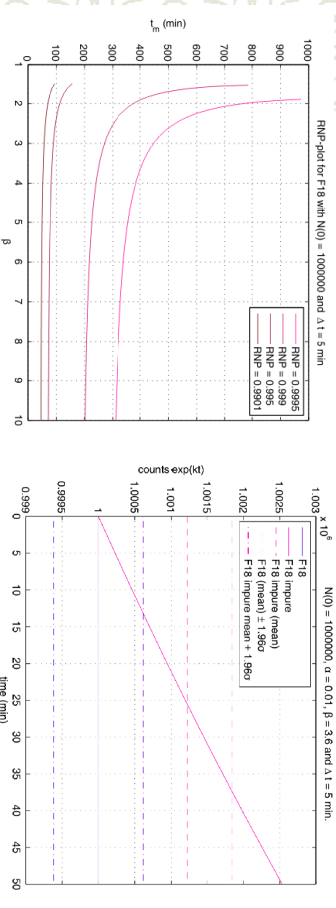 RNP-plot for F18 with N(0) = 1000000 and Δ t = 5 min
t_m (min)
1000
900
800
700
600
500
400
300
200
100
0
1
2
3
4
5
6
7
8
9
10
β
RNP = 0.9995
RNP = 0.999
RNP = 0.995
RNP = 0.9901
N(0) = 1000000, α = 0.01, β = 3.6 and Δ t = 5 min.
x 10^6
counts·exp(kt)
1.003
1.0025
1.002
1.0015
1.001
1.0005
1
0.9995
0.999
0
5
10
15
20
25
30
35
40
45
50
time (min)
F18
F18 impure
F18 impure (mean)
F18 (mean) ± 1.96σ
F18 impure mean + 1.96σ